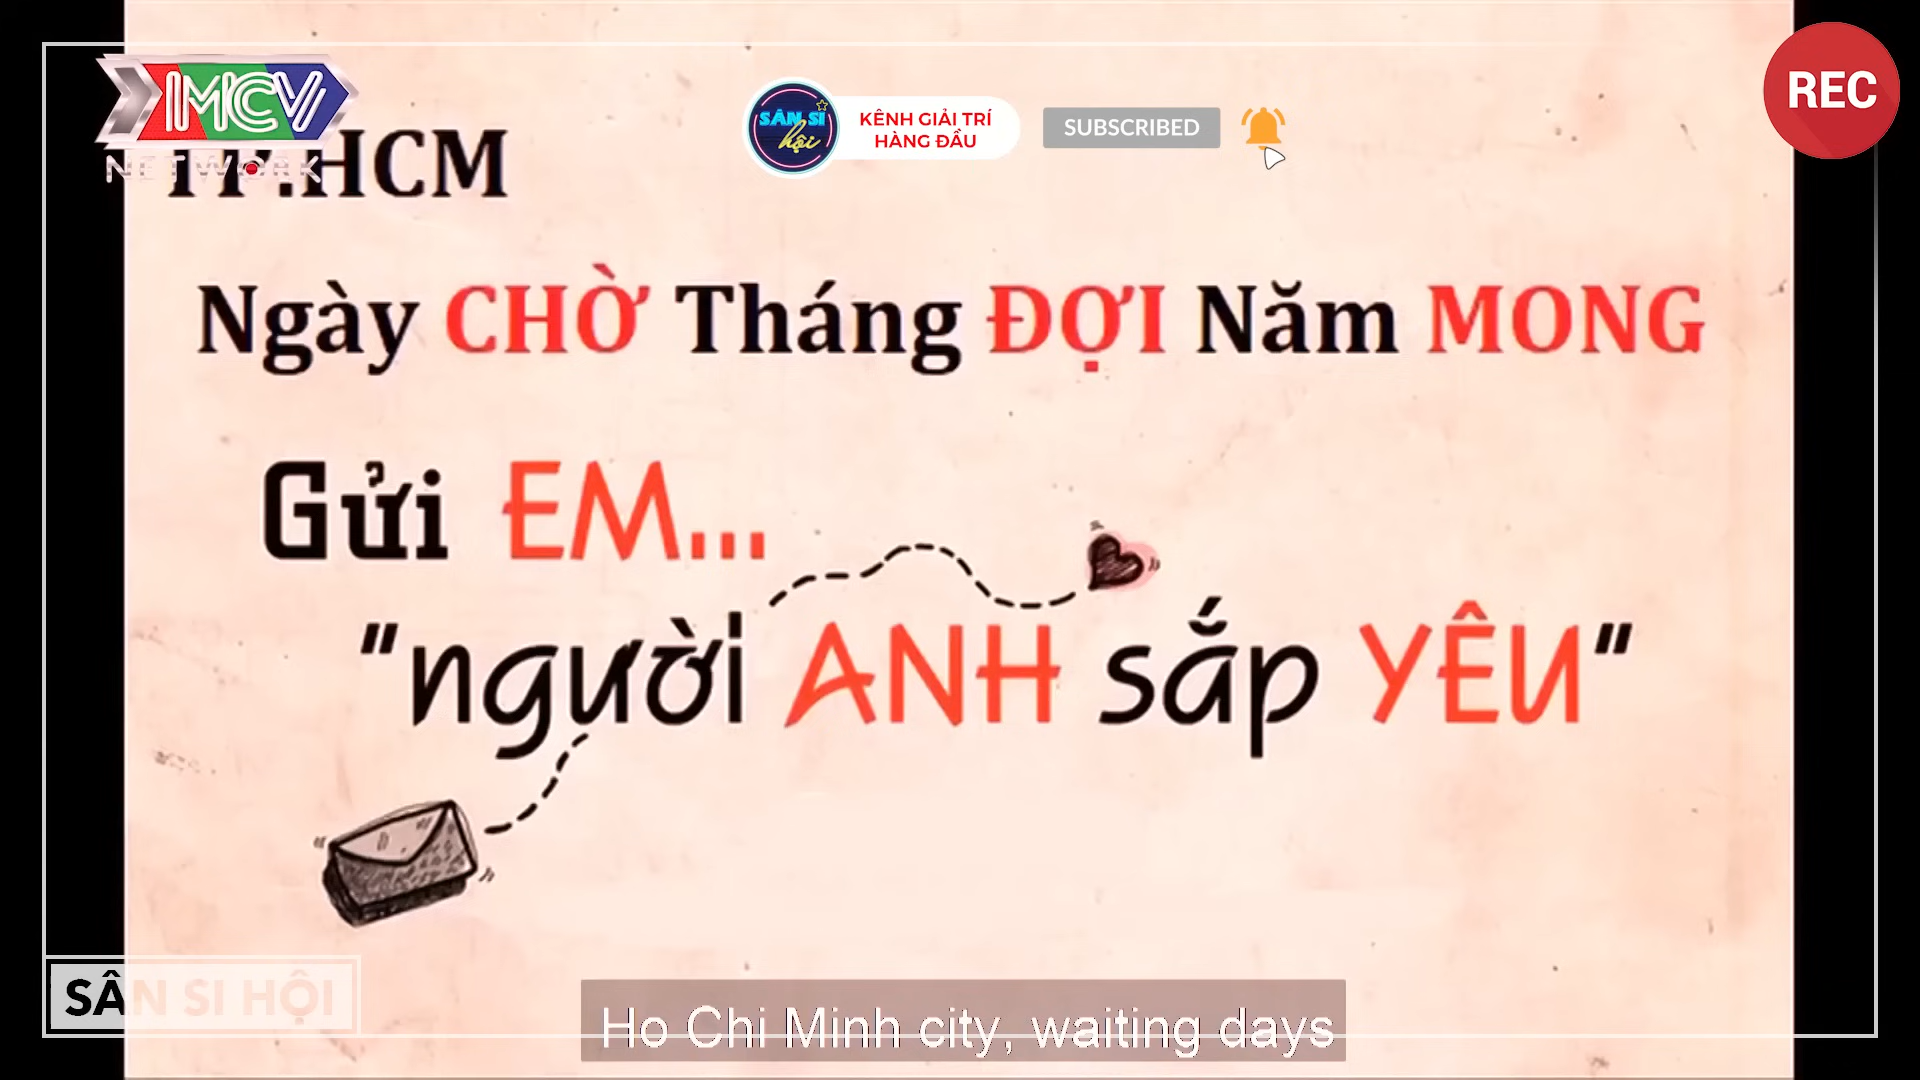 MCV
NETWORK
SÂN SI
hội
KÊNH GIẢI TRÍ
HÀNG ĐẦU
SUBSCRIBED
REC
TP.HCM
Ngày CHỜ Tháng ĐỢI Năm MONG
Gửi EM...
"người ANH sắp YÊU"
SÂN SI HỘI
Ho Chi Minh city, waiting days